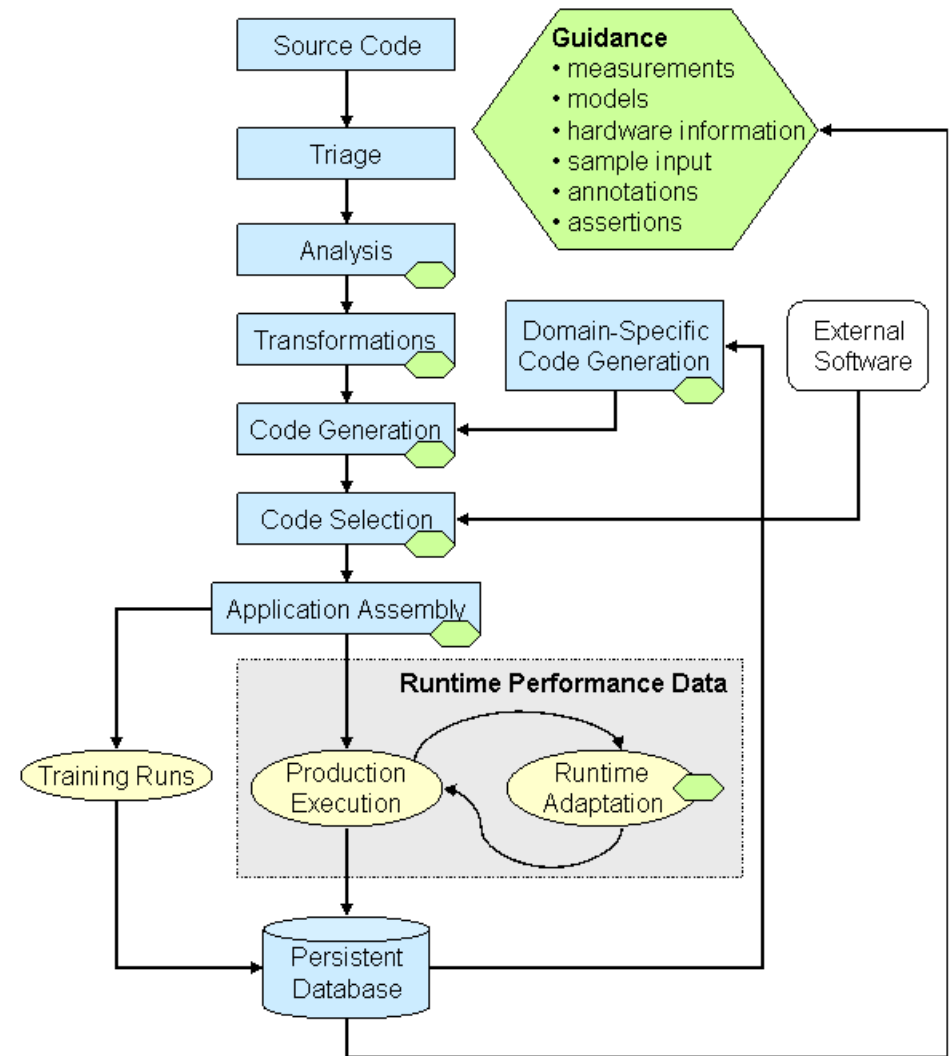 Source Code
Guidance
• measurements
• models
• hardware information
• sample input
• annotations
• assertions
Triage
Analysis
Transformations
Domain-Specific
Code Generation
External
Software
Code Generation
Code Selection
Application Assembly
Runtime Performance Data
Training Runs
Production
Execution
Runtime
Adaptation
Persistent
Database